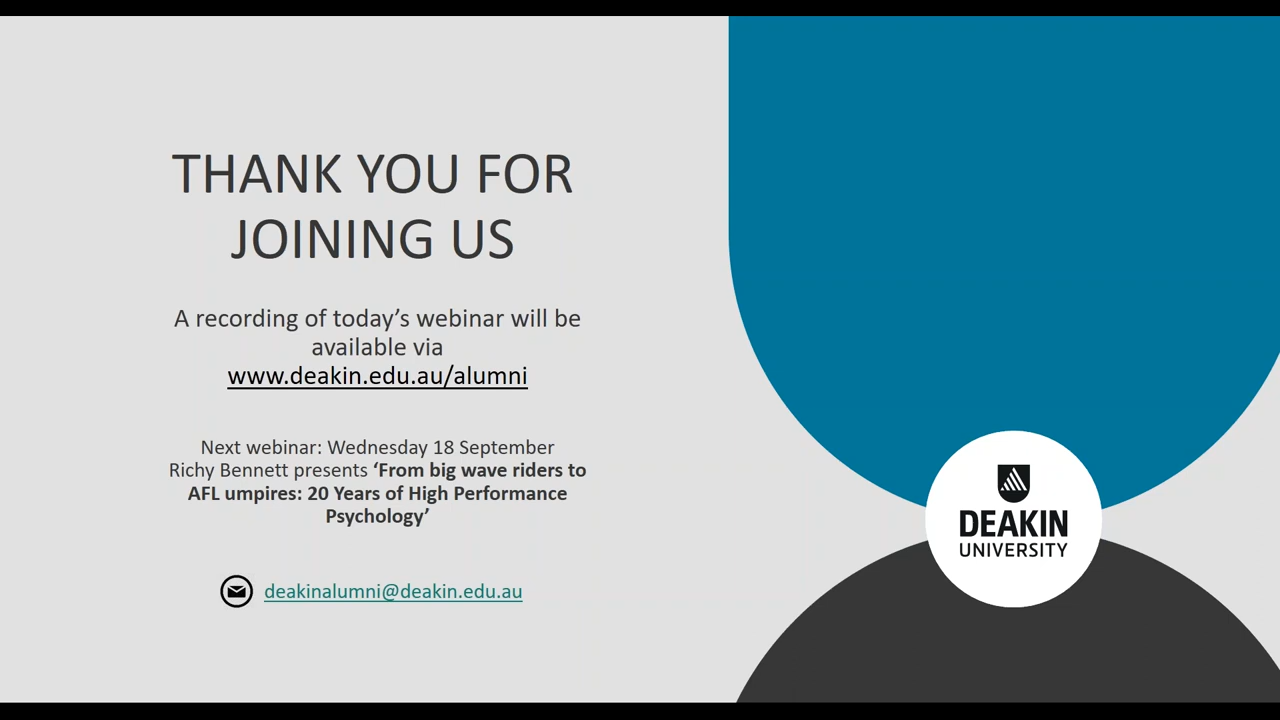 THANK YOU FOR
JOINING US
A recording of today’s webinar will be
available via
www.deakin.edu.au/alumni
Next webinar: Wednesday 18 September
Richy Bennett presents ‘From big wave riders to
AFL umpires: 20 Years of High Performance
Psychology’
deakinalumni@deakin.edu.au
DEAKIN
UNIVERSITY